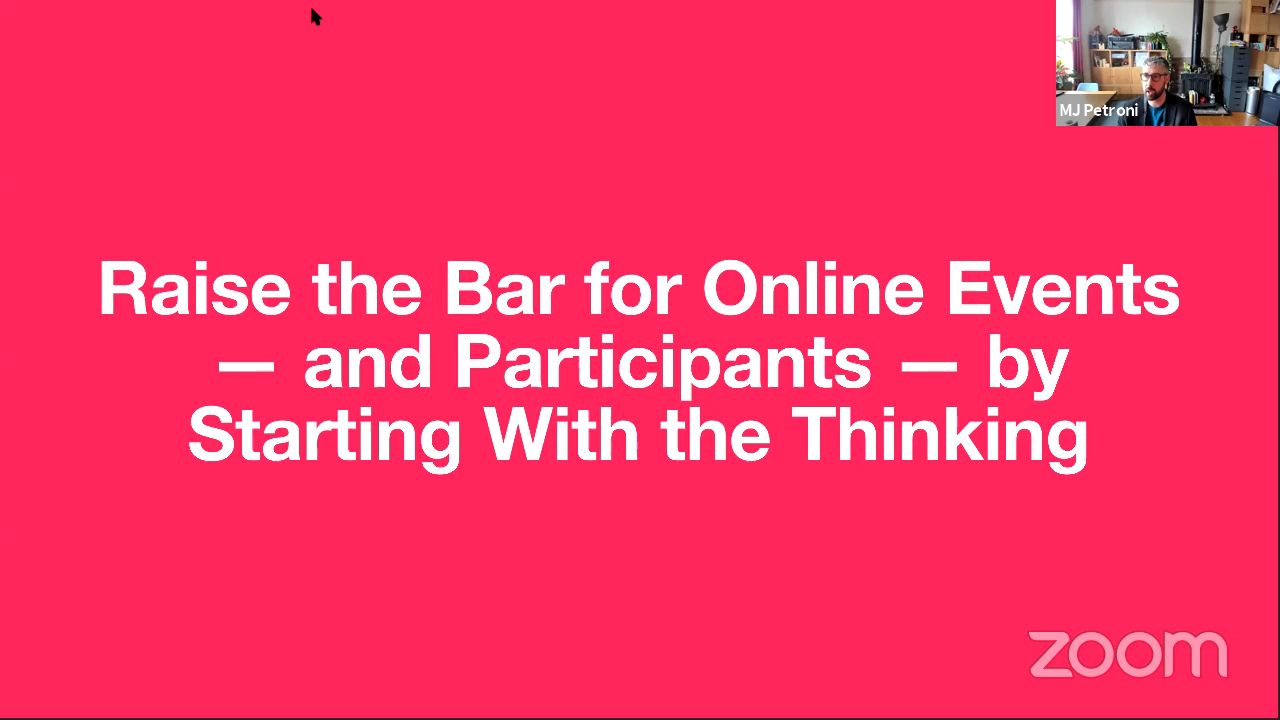 MJ Petroni
Raise the Bar for Online Events
— and Participants — by
Starting With the Thinking
zoom